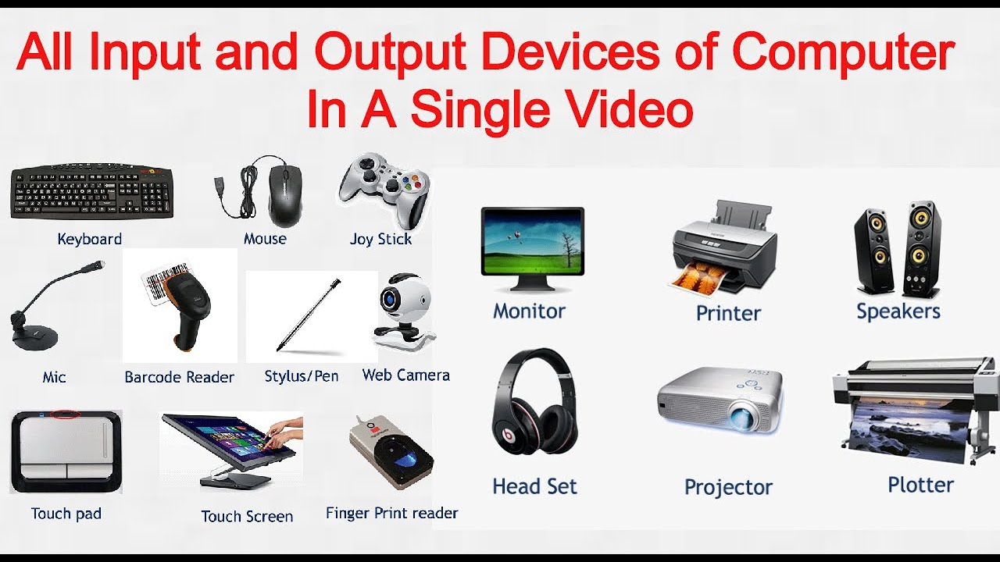 All Input and Output Devices of Computer
In A Single Video
Keyboard
Mouse
Joy Stick
Mic
Barcode Reader
Stylus/Pen
Web Camera
Touch pad
Touch Screen
Finger Print reader
Monitor
Printer
Speakers
Head Set
Projector
Plotter